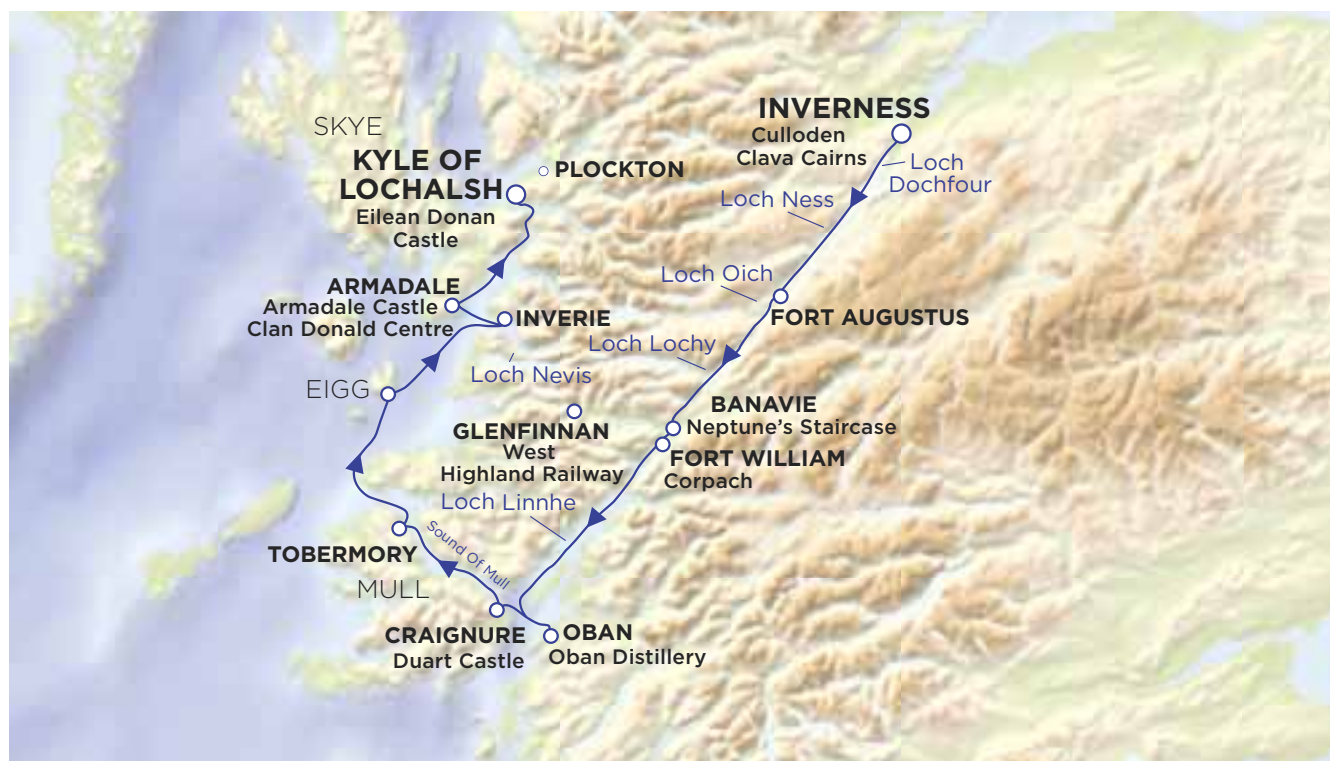 SKYE
KYLE OF
LOCHALSH
Eilean Donan
Castle
PLOCKTON
INVERNESS
Culloden
Clava Cairns
Loch
Dochfour
Loch Ness
Loch Oich
FORT AUGUSTUS
ARMADALE
Armadale Castle
Clan Donald Centre
INVERIE
Loch Lochy
Loch Nevis
EIGG
BANAVIE
Neptune’s Staircase
GLENFINNAN
West
Highland Railway
FORT WILLIAM
Corpach
Loch Linnhe
Sound Of Mull
TOBERMORY
MULL
CRAIGNURE
Duart Castle
OBAN
Oban Distillery